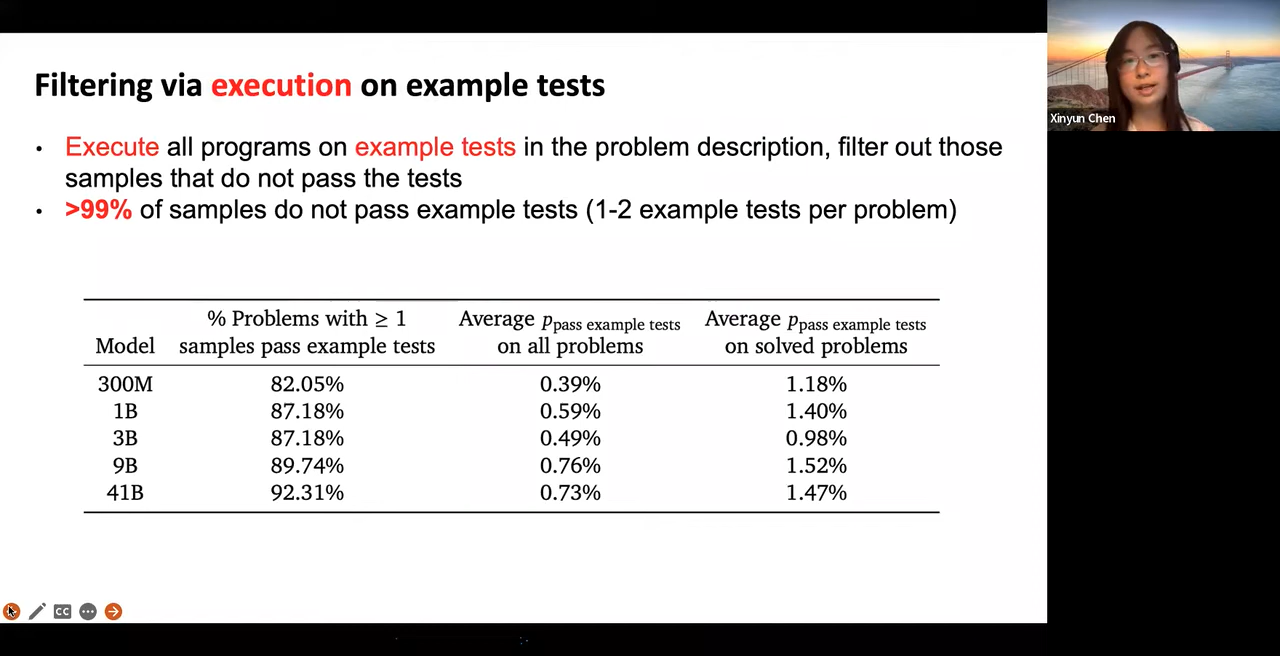 Filtering via execution on example tests
• Execute all programs on example tests in the problem description, filter out those
samples that do not pass the tests
• >99% of samples do not pass example tests (1-2 example tests per problem)
Model % Problems with ≥ 1 samples pass example tests Average p_pass example tests on all problems Average p_pass example tests on solved problems
300M 82.05% 0.39% 1.18%
1B 87.18% 0.59% 1.40%
3B 87.18% 0.49% 0.98%
9B 89.74% 0.76% 1.52%
41B 92.31% 0.73% 1.47%
CC
Xinyun Chen